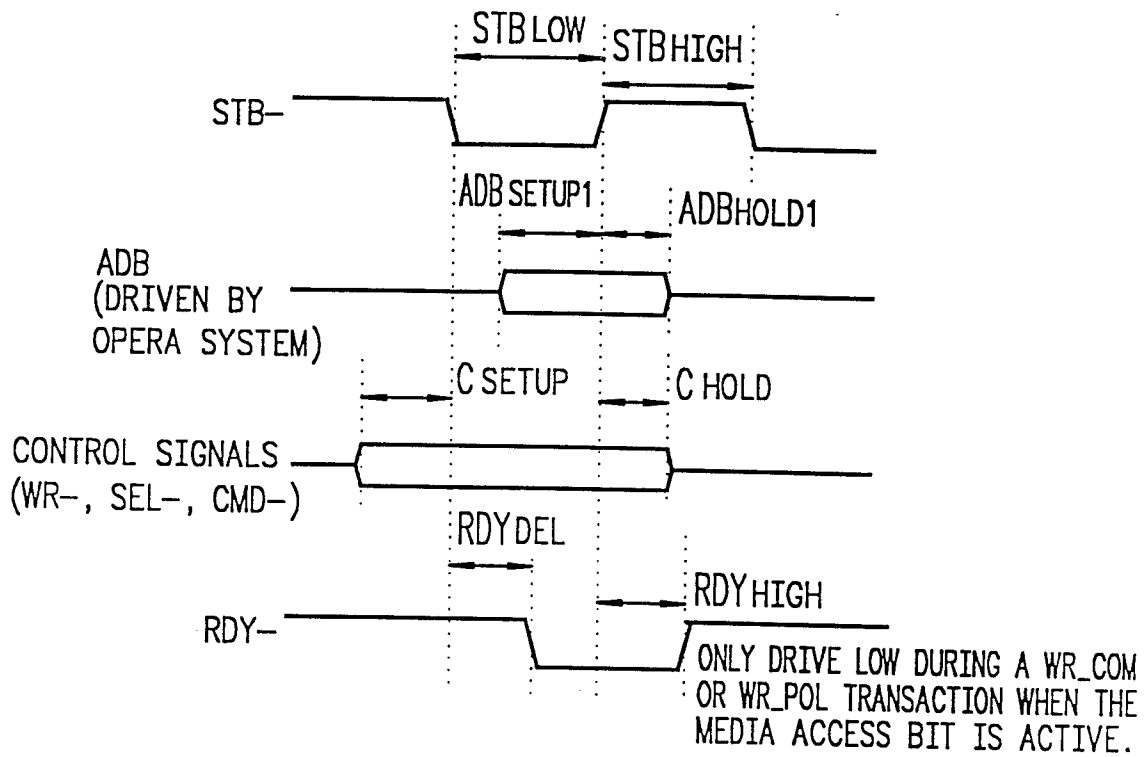 STB LOW
STB HIGH
STB-
ADB SETUP1
ADB HOLD1
ADB
(DRIVEN BY
OPERA SYSTEM)
C SETUP
C HOLD
CONTROL SIGNALS
(WR-, SEL-, CMD-)
RDY DEL
RDY HIGH
RDY-
ONLY DRIVE LOW DURING A WR_COM
OR WR_POL TRANSACTION WHEN THE
MEDIA ACCESS BIT IS ACTIVE.